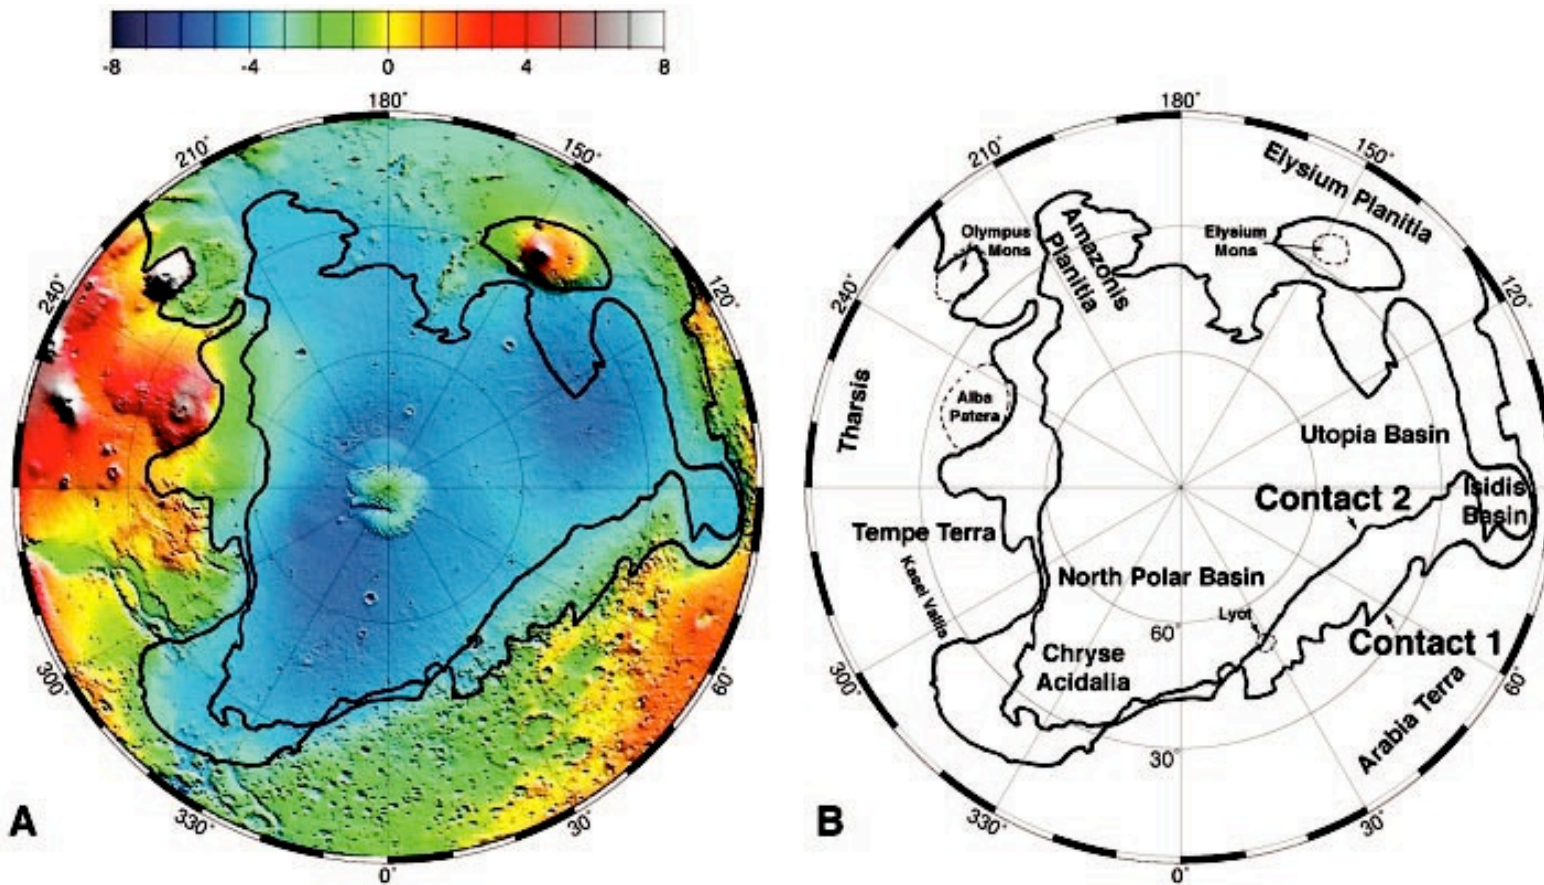 -8 -4 0 4 8
180°
210°
150°
240°
120°
300°
60°
330°
30°
0°
A
180°
210°
150°
Elysium Planitia
Olympus
Mons
Amazonis
Planitia
Elysium
Mons
240°
120°
Tharsis
Alba
Patera
Utopia Basin
Contact 2
Isidis
Basin
Tempe Terra
Kasei Vallia
North Polar Basin
Lyot
60°
Contact 1
Chryse
Acidalia
300°
60°
Arabia Terra
30°
330°
30°
0°
B